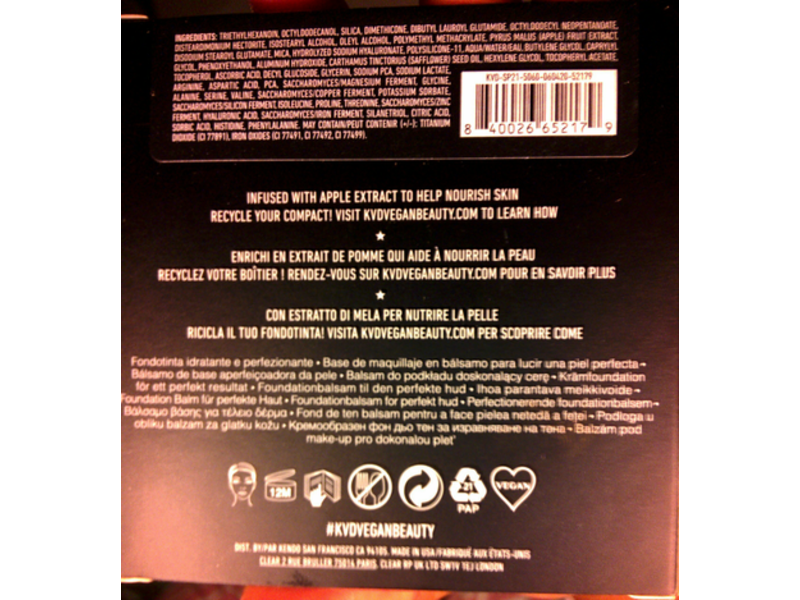 INGREDIENTS: TRIETHYLHEXANOIN, OCTYLDODECANOL, SILICA, DIMETHICONE, DIBUTYL LAUROYL GLUTAMIDE, OCTYLDODECYL NEOPENTANOATE,
DISTEARDIMONIUM HECTORITE, ISOSTEARYL ALCOHOL, OLEYL ALCOHOL, POLYMETHYL METHACRYLATE, PYRUS MALUS (APPLE) FRUIT EXTRACT,
DISODIUM STEAROYL GLUTAMATE, MICA, HYDROLYZED SODIUM HYALURONATE, POLYSILICONE-11, AQUA/WATER/EAU, BUTYLENE GLYCOL, CAPRYLYL
GLYCOL, PHENOXYETHANOL, ALUMINUM HYDROXIDE, CARTHAMUS TINCTORIUS (SAFFLOWER) SEED OIL, HEXYLENE GLYCOL, TOCOPHERYL ACETATE,
TOCOPHEROL, ASCORBIC ACID, DECYL GLUCOSIDE, GLYCERIN, SODIUM PCA, SODIUM LACTATE,
ARGININE, ASPARTIC ACID, PCA, SACCHAROMYCES/MAGNESIUM FERMENT, GLYCINE,
ALANINE, SERINE, VALINE, SACCHAROMYCES/COPPER FERMENT, POTASSIUM SORBATE,
SACCHAROMYCES/SILICON FERMENT, ISOLEUCINE, PROLINE, THREONINE, SACCHAROMYCES/ZINC
FERMENT, HYALURONIC ACID, SACCHAROMYCES/IRON FERMENT, SILANETRIOL, CITRIC ACID,
SORBIC ACID, HISTIDINE, PHENYLALANINE. MAY CONTAIN/PEUT CONTENIR (+/-): TITANIUM
DIOXIDE (CI 77891), IRON OXIDES (CI 77491, CI 77492, CI 77499).
KVD-SP21-S060-060420-52179
8 40026 65217 9
INFUSED WITH APPLE EXTRACT TO HELP NOURISH SKIN
RECYCLE YOUR COMPACT! VISIT KVDVEGANBEAUTY.COM TO LEARN HOW
ENRICHI EN EXTRAIT DE POMME QUI AIDE À NOURRIR LA PEAU
RECYCLEZ VOTRE BOÎTIER ! RENDEZ-VOUS SUR KVDVEGANBEAUTY.COM POUR EN SAVOIR PLUS
CON ESTRATTO DI MELA PER NUTRIRE LA PELLE
RICICLA IL TUO FONDOTINTA! VISITA KVDVEGANBEAUTY.COM PER SCOPRIRE COME
Fondotinta idratante e perfezionante • Base de maquillaje en bálsamo para lucir una piel perfecta •
Bálsamo de base aperfeiçoadora da pele • Balsam do podkładu doskonalący cerę • Krämfoundation
för ett perfekt resultat • Foundationbalsam til den perfekte hud • Ihoa parantava meikkivoide •
Foundation Balm für perfekte Haut • Foundationbalsam for perfekt hud • Perfectionerende foundationbalsem •
Βάλσαμο βάσης για τέλειο δέρμα • Fond de ten balsam pentru a face pielea netedă a feței • Podloga u
obliku balzam za glatku kožu • Кремообразен фон дьо тен за изравняване на тена • Balzám pod
make-up pro dokonalou pleť
12M
21
PAP
VEGAN
#KVDVEGANBEAUTY
DIST. BY/PAR KENDO SAN FRANCISCO CA 94105. MADE IN USA/FABRIQUÉ AUX ÉTATS-UNIS
CLEAR 2 RUE BRULLER 75014 PARIS. CLEAR RP UK LTD SW1V 1EJ LONDON